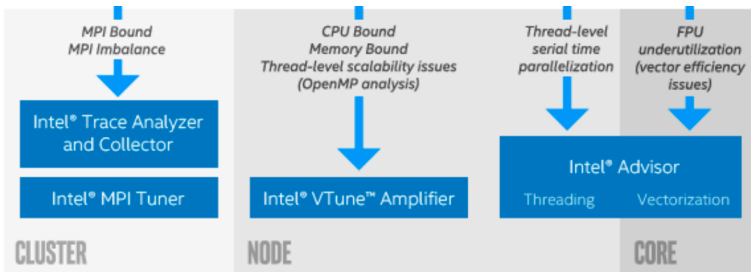 MPI Bound
MPI Imbalance
Intel® Trace Analyzer
and Collector
Intel® MPI Tuner
CLUSTER
CPU Bound
Memory Bound
Thread-level scalability issues
(OpenMP analysis)
Intel® VTune™ Amplifier
NODE
Thread-level
serial time
parallelization
FPU
underutilization
(vector efficiency
issues)
Intel® Advisor
Threading
Vectorization
CORE